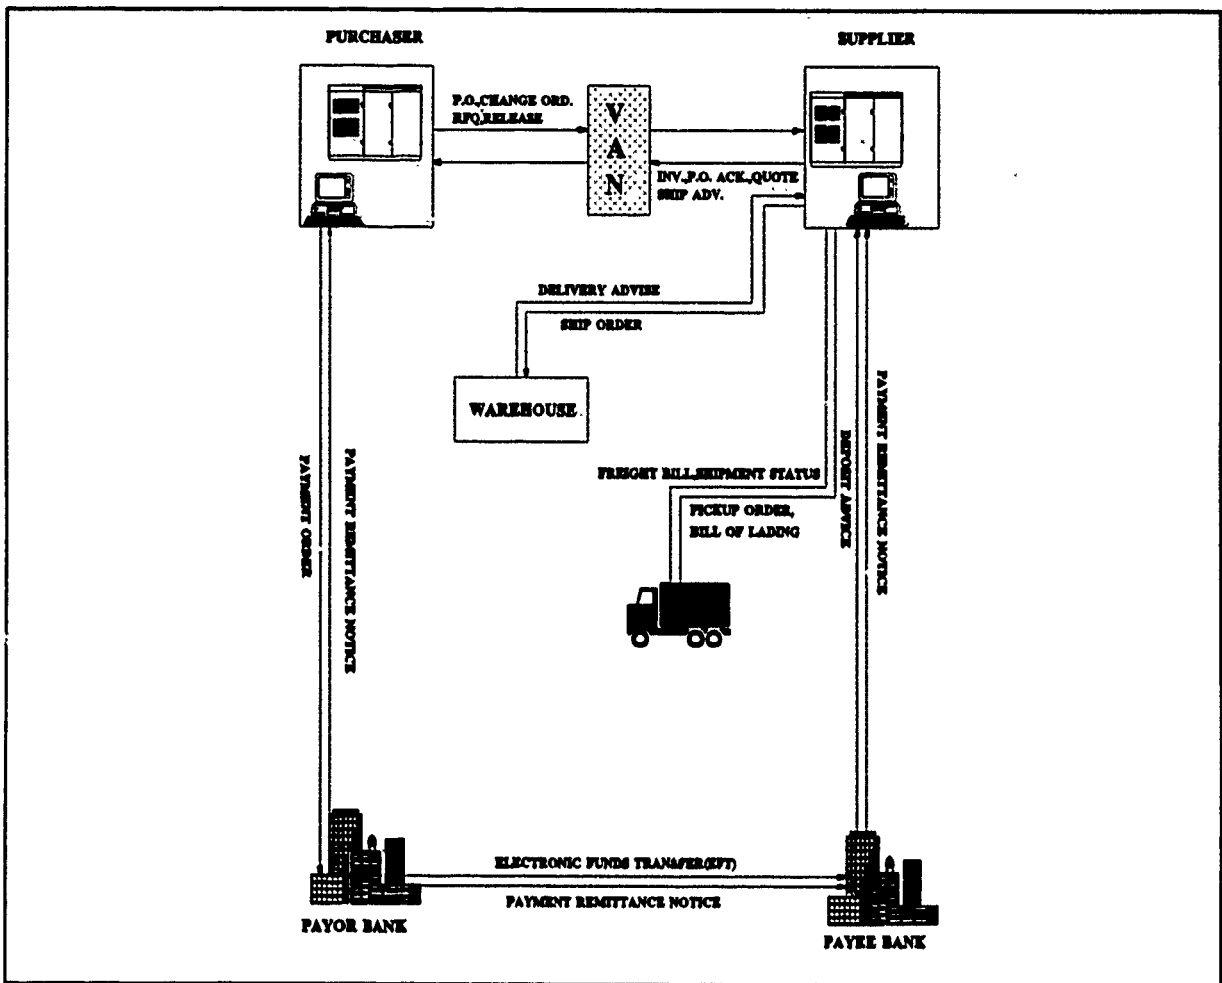 PURCHASER
SUPPLIER
P.O.,CHANGE ORD.
RFQ,RELEASE
V
A
N
INV.,P.O. ACK.,QUOTE
SHIP ADV.
DELIVERY ADVISE
SHIP ORDER
WAREHOUSE
FREIGHT BILL,SHIPMENT STATUS
PICKUP ORDER,
BILL OF LADING
PAYMENT ORDER
PAYMENT REMITTANCE NOTICE
DEPOSIT ADVICE
PAYMENT REMITTANCE NOTICE
ELECTRONIC FUNDS TRANSFER(EFT)
PAYMENT REMITTANCE NOTICE
PAYOR BANK
PAYEE BANK